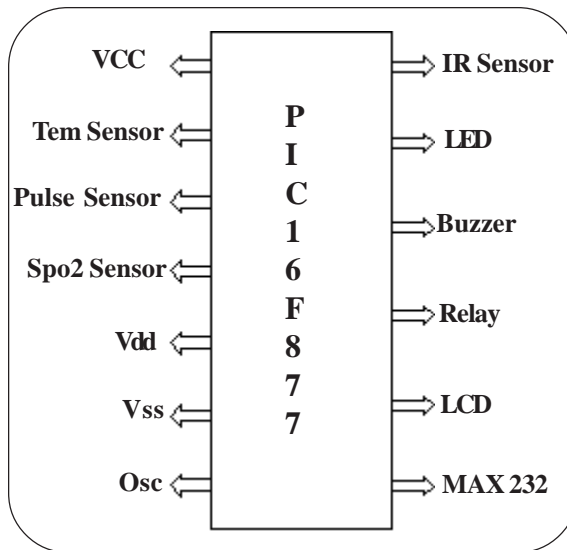 VCC
Tem Sensor
Pulse Sensor
Spo2 Sensor
Vdd
Vss
Osc
P
I
C
1
6
F
8
7
7
IR Sensor
LED
Buzzer
Relay
LCD
MAX 232